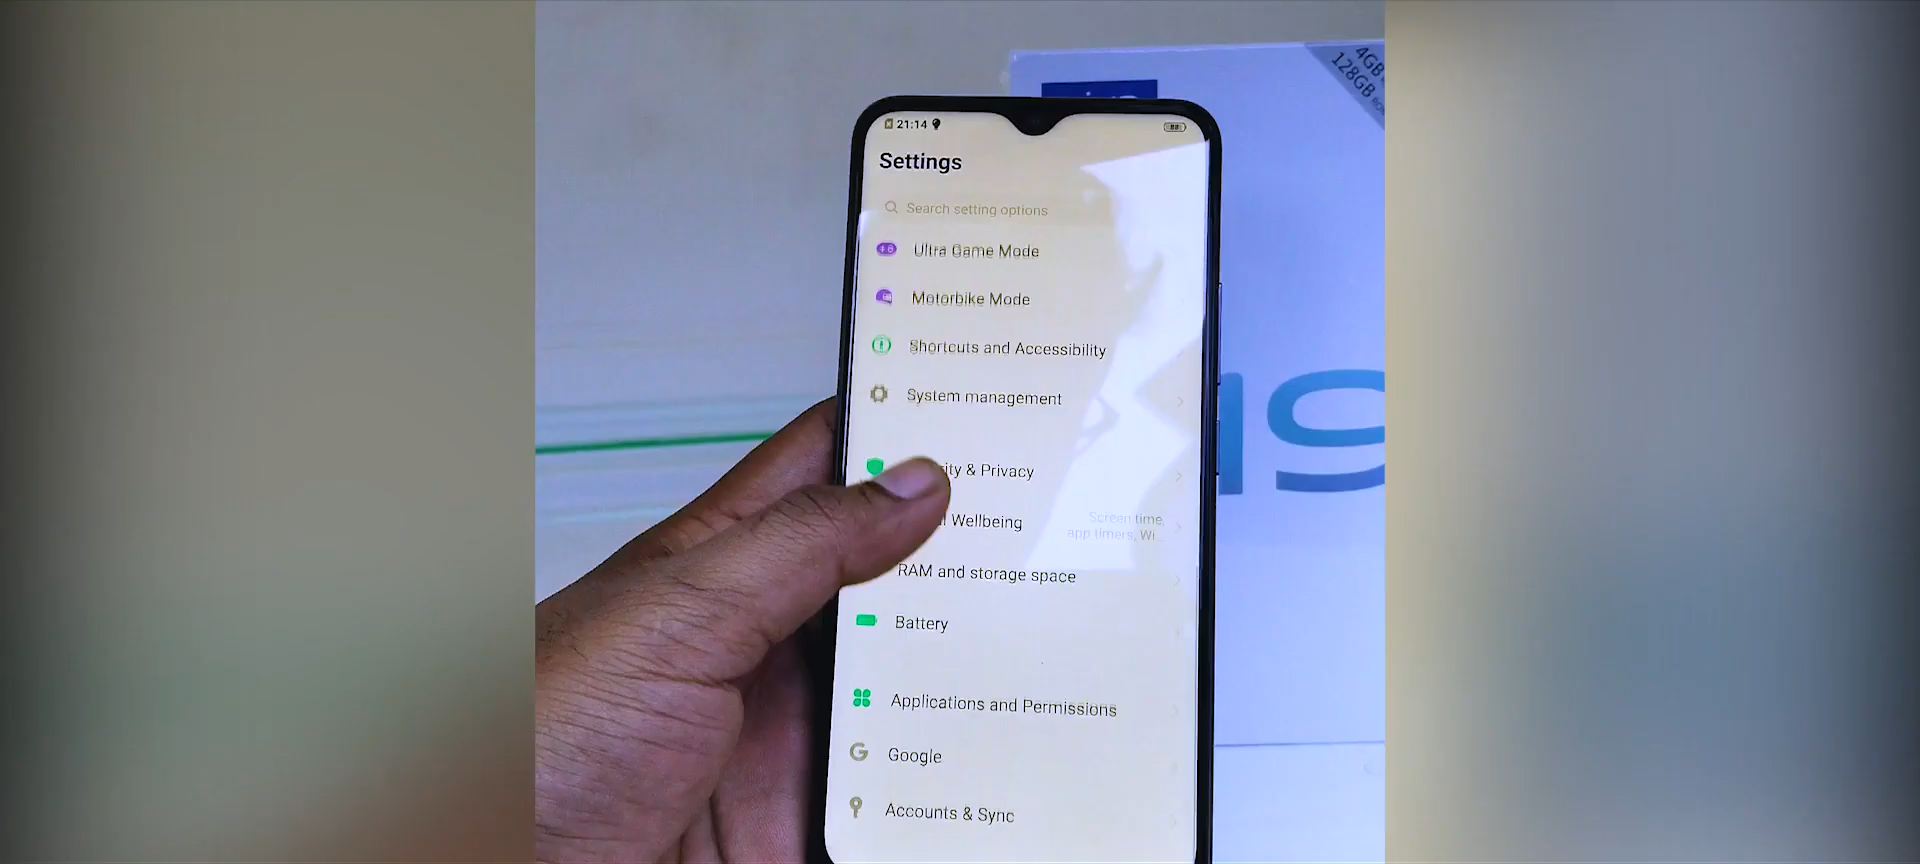 4GB
128GB
21:14
Settings
Search setting options
Ultra Game Mode
Motorbike Mode
Shortcuts and Accessibility
System management
ity & Privacy
Wellbeing
Screen time,
app timers, Wi...
RAM and storage space
Battery
Applications and Permissions
Google
Accounts & Sync
19